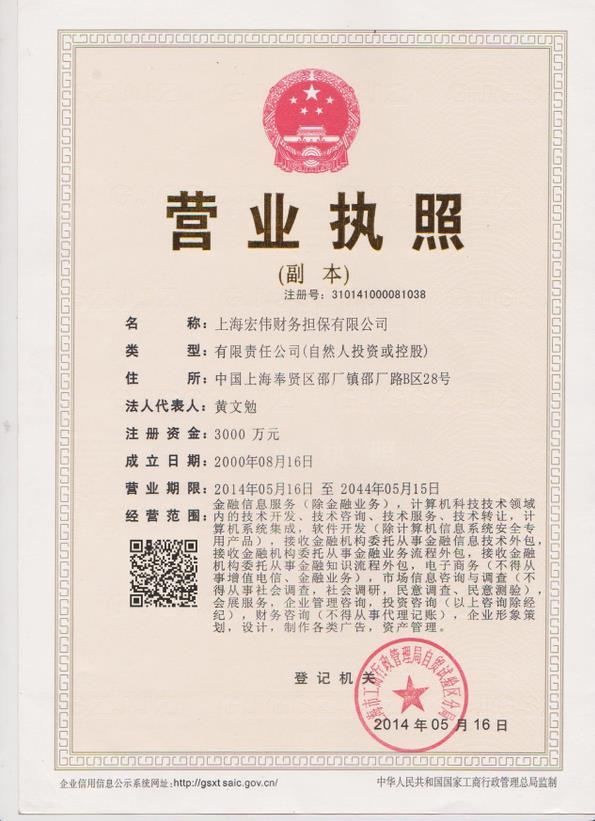 营业执照
(副 本)
注册号：310141000081038
名 称：上海宏伟财务担保有限公司
类 型：有限责任公司(自然人投资或控股)
住 所：中国上海奉贤区邵厂镇邵厂路B区28号
法人代表人：黄文勉
注册资金：3000 万元
成立日期：2000年08月16日
营业期限：2014年05月16日 至 2044年05月15日
经营范围：金融信息服务（除金融业务），计算机科技技术领域
内的技术开发、技术咨询、技术服务、技术转让，计
算机系统集成，软件开发（除计算机信息系统安全专
用产品），接收金融机构委托从事金融信息技术外包，
接收金融机构委托从事金融业务流程外包，接收金融
机构委托从事金融知识流程外包，电子商务（不得从
事增值电信、金融业务），市场信息咨询与调查（不
得从事社会调查，社会调研，民意调查、民意测验），
会展服务，企业管理咨询，投资咨询（以上咨询除经
纪），财务咨询（不得从事代理记账），企业形象策
划，设计，制作各类广告，资产管理。
登记机关
市工商行政管理局自贸试验区分局
2014 年 05 月 16 日
企业信用信息公示系统网址：http://gsxt saic.gov.cn/
中华人民共和国国家工商行政管理总局监制